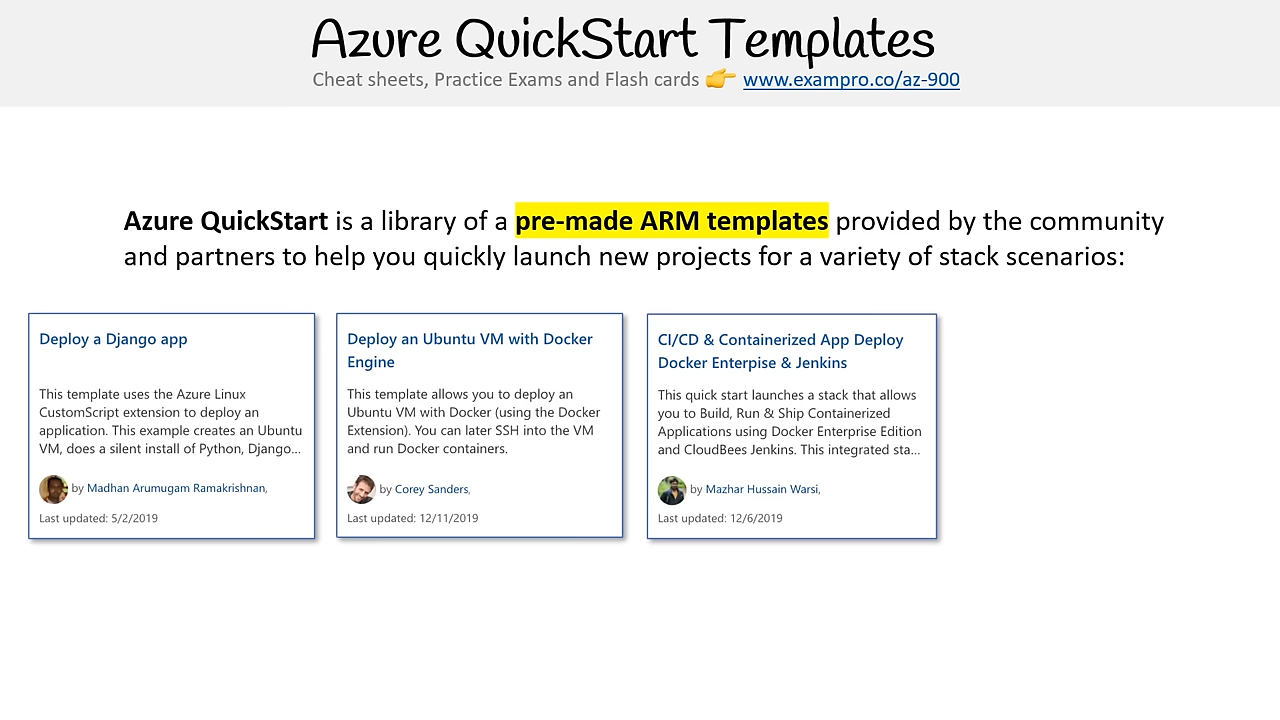 Azure QuickStart Templates
Cheat sheets, Practice Exams and Flash cards 👉 www.exampro.co/az-900
Azure QuickStart is a library of a pre-made ARM templates provided by the community
and partners to help you quickly launch new projects for a variety of stack scenarios:
Deploy a Django app
This template uses the Azure Linux
CustomScript extension to deploy an
application. This example creates an Ubuntu
VM, does a silent install of Python, Django...
by Madhan Arumugam Ramakrishnan,
Last updated: 5/2/2019
Deploy an Ubuntu VM with Docker
Engine
This template allows you to deploy an
Ubuntu VM with Docker (using the Docker
Extension). You can later SSH into the VM
and run Docker containers.
by Corey Sanders,
Last updated: 12/11/2019
CI/CD & Containerized App Deploy
Docker Enterpise & Jenkins
This quick start launches a stack that allows
you to Build, Run & Ship Containerized
Applications using Docker Enterprise Edition
and CloudBees Jenkins. This integrated sta...
by Mazhar Hussain Warsi,
Last updated: 12/6/2019